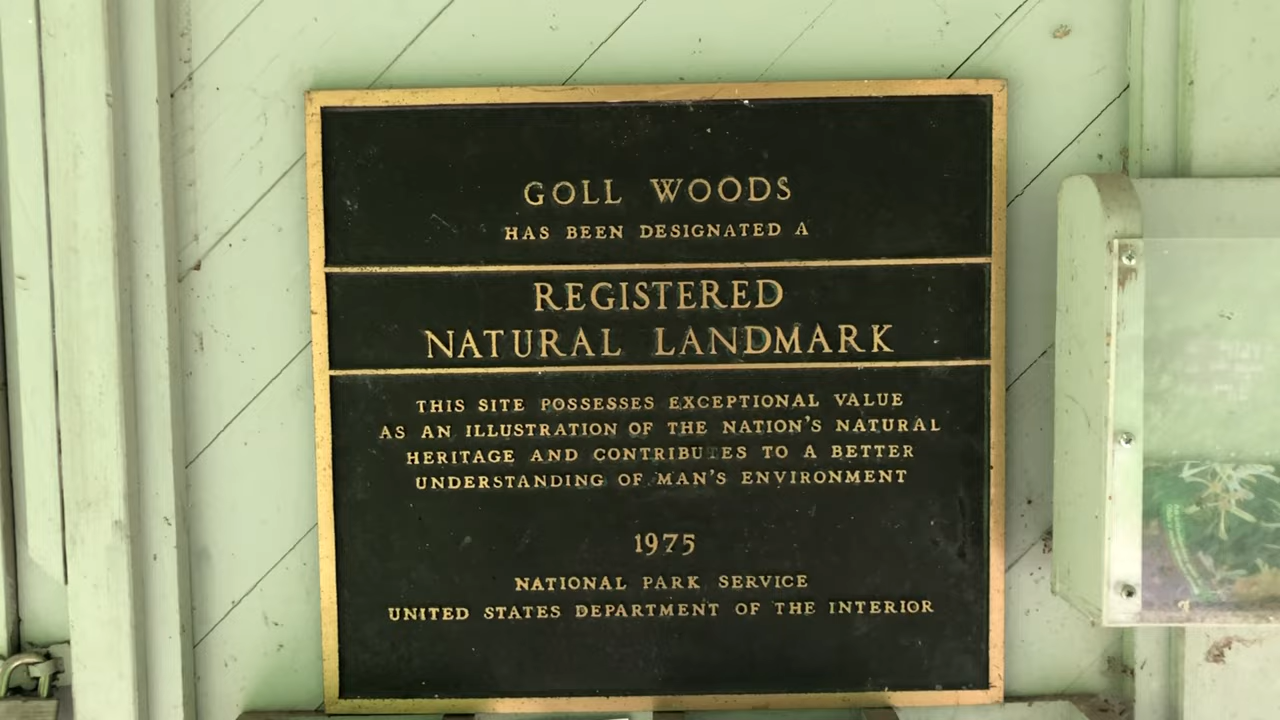 GOLL WOODS
HAS BEEN DESIGNATED A
REGISTERED
NATURAL LANDMARK
THIS SITE POSSESSES EXCEPTIONAL VALUE
AS AN ILLUSTRATION OF THE NATION'S NATURAL
HERITAGE AND CONTRIBUTES TO A BETTER
UNDERSTANDING OF MAN'S ENVIRONMENT
1975
NATIONAL PARK SERVICE
UNITED STATES DEPARTMENT OF THE INTERIOR